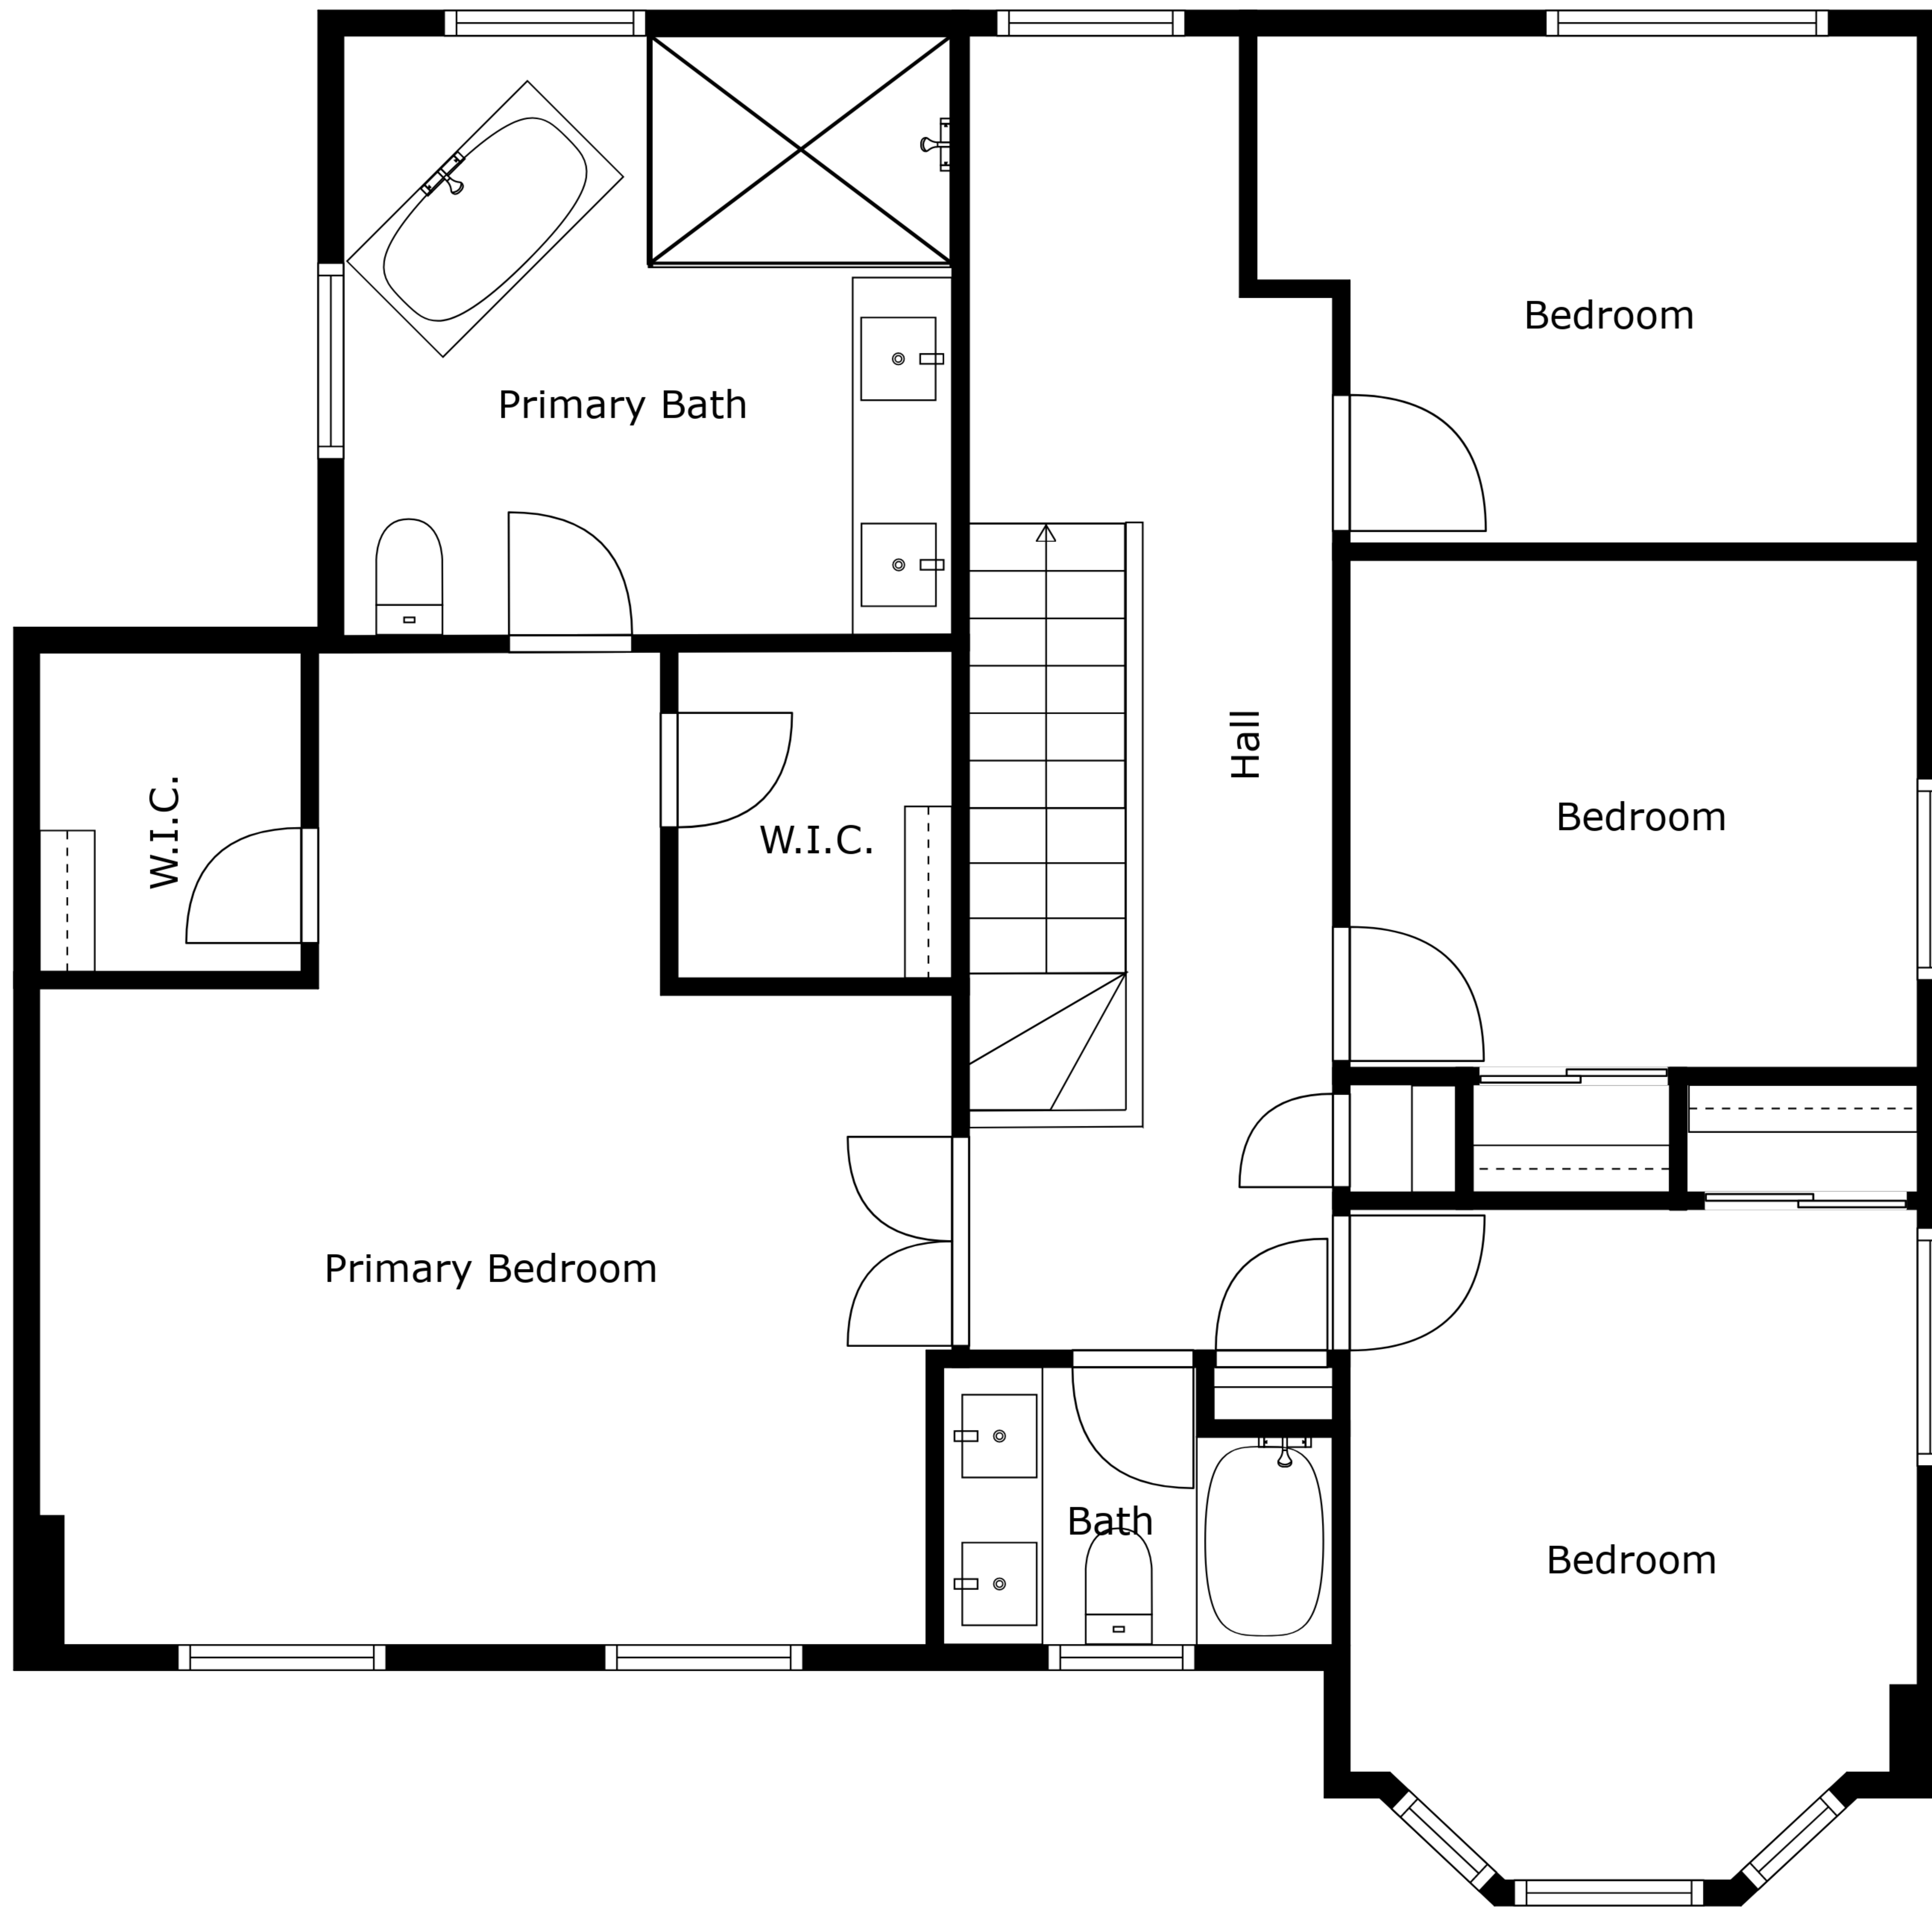 Bedroom
Primary Bath
Hall
Bedroom
W.I.C.
W.I.C.
Primary Bedroom
Bath
Bedroom